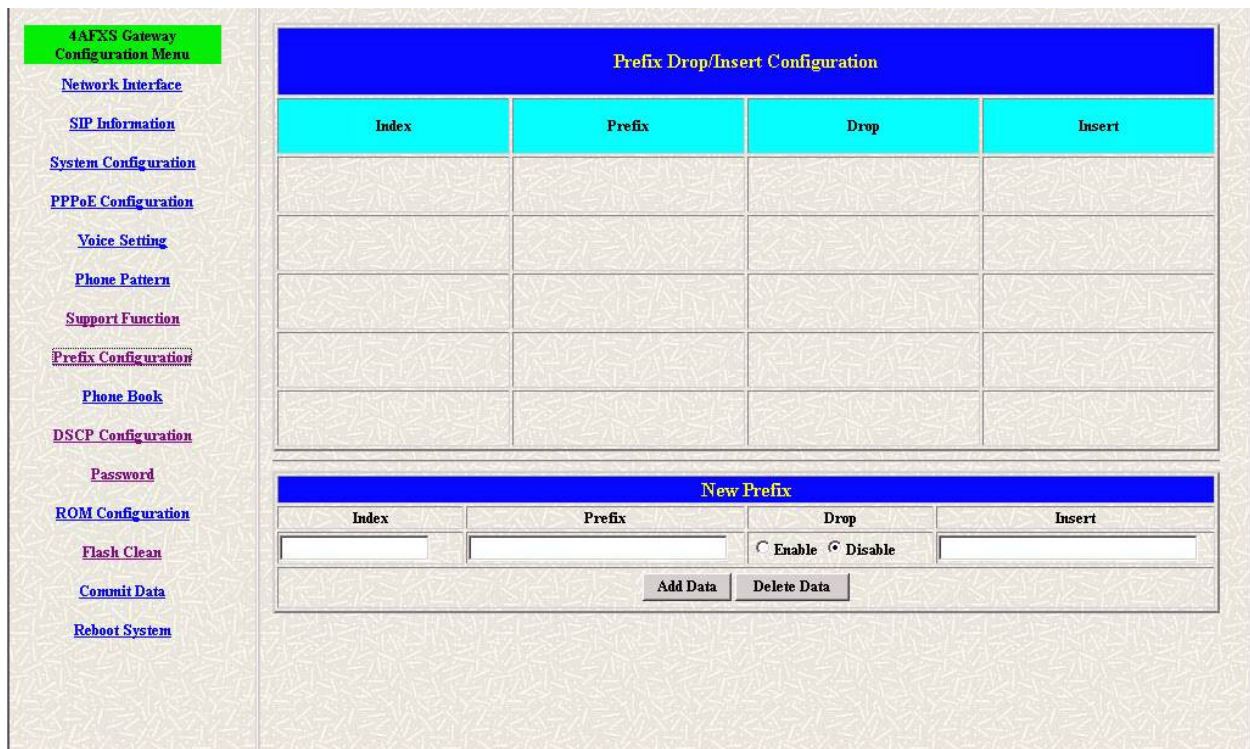 4AFXS Gateway
Configuration Menu
Network Interface
SIP Information
System Configuration
PPPoE Configuration
Voice Setting
Phone Pattern
Support Function
Prefix Configuration
Phone Book
DSCP Configuration
Password
ROM Configuration
Flash Clean
Commit Data
Reboot System
Prefix Drop/Insert Configuration
Index Prefix Drop Insert
New Prefix
Index Prefix Drop Insert
Enable Disable
Add Data Delete Data